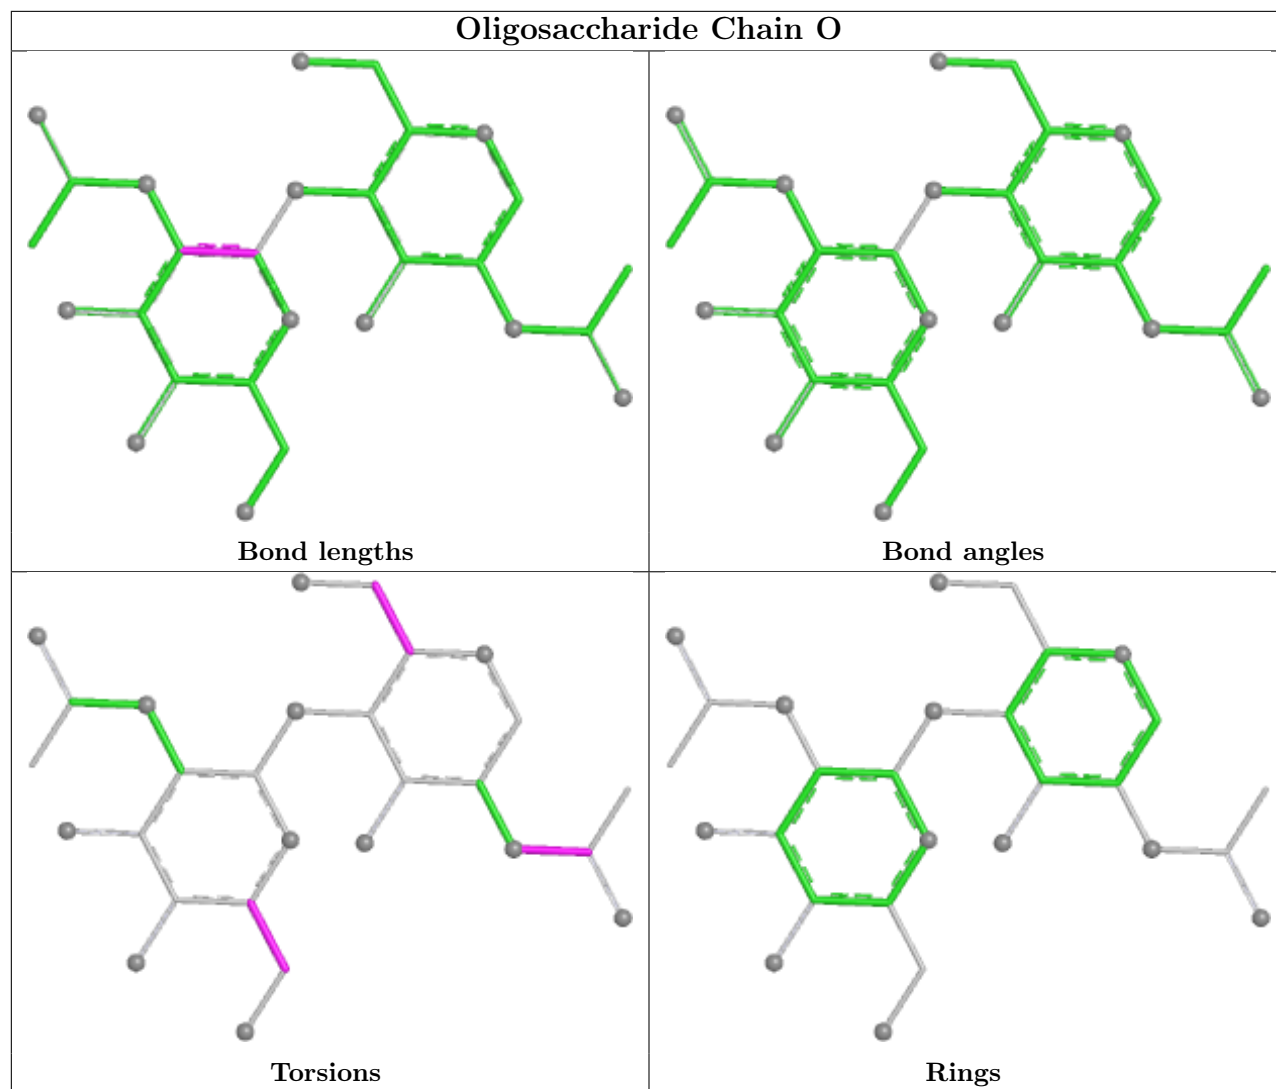 Oligosaccharide Chain O
Bond lengths
Bond angles
Torsions
Rings